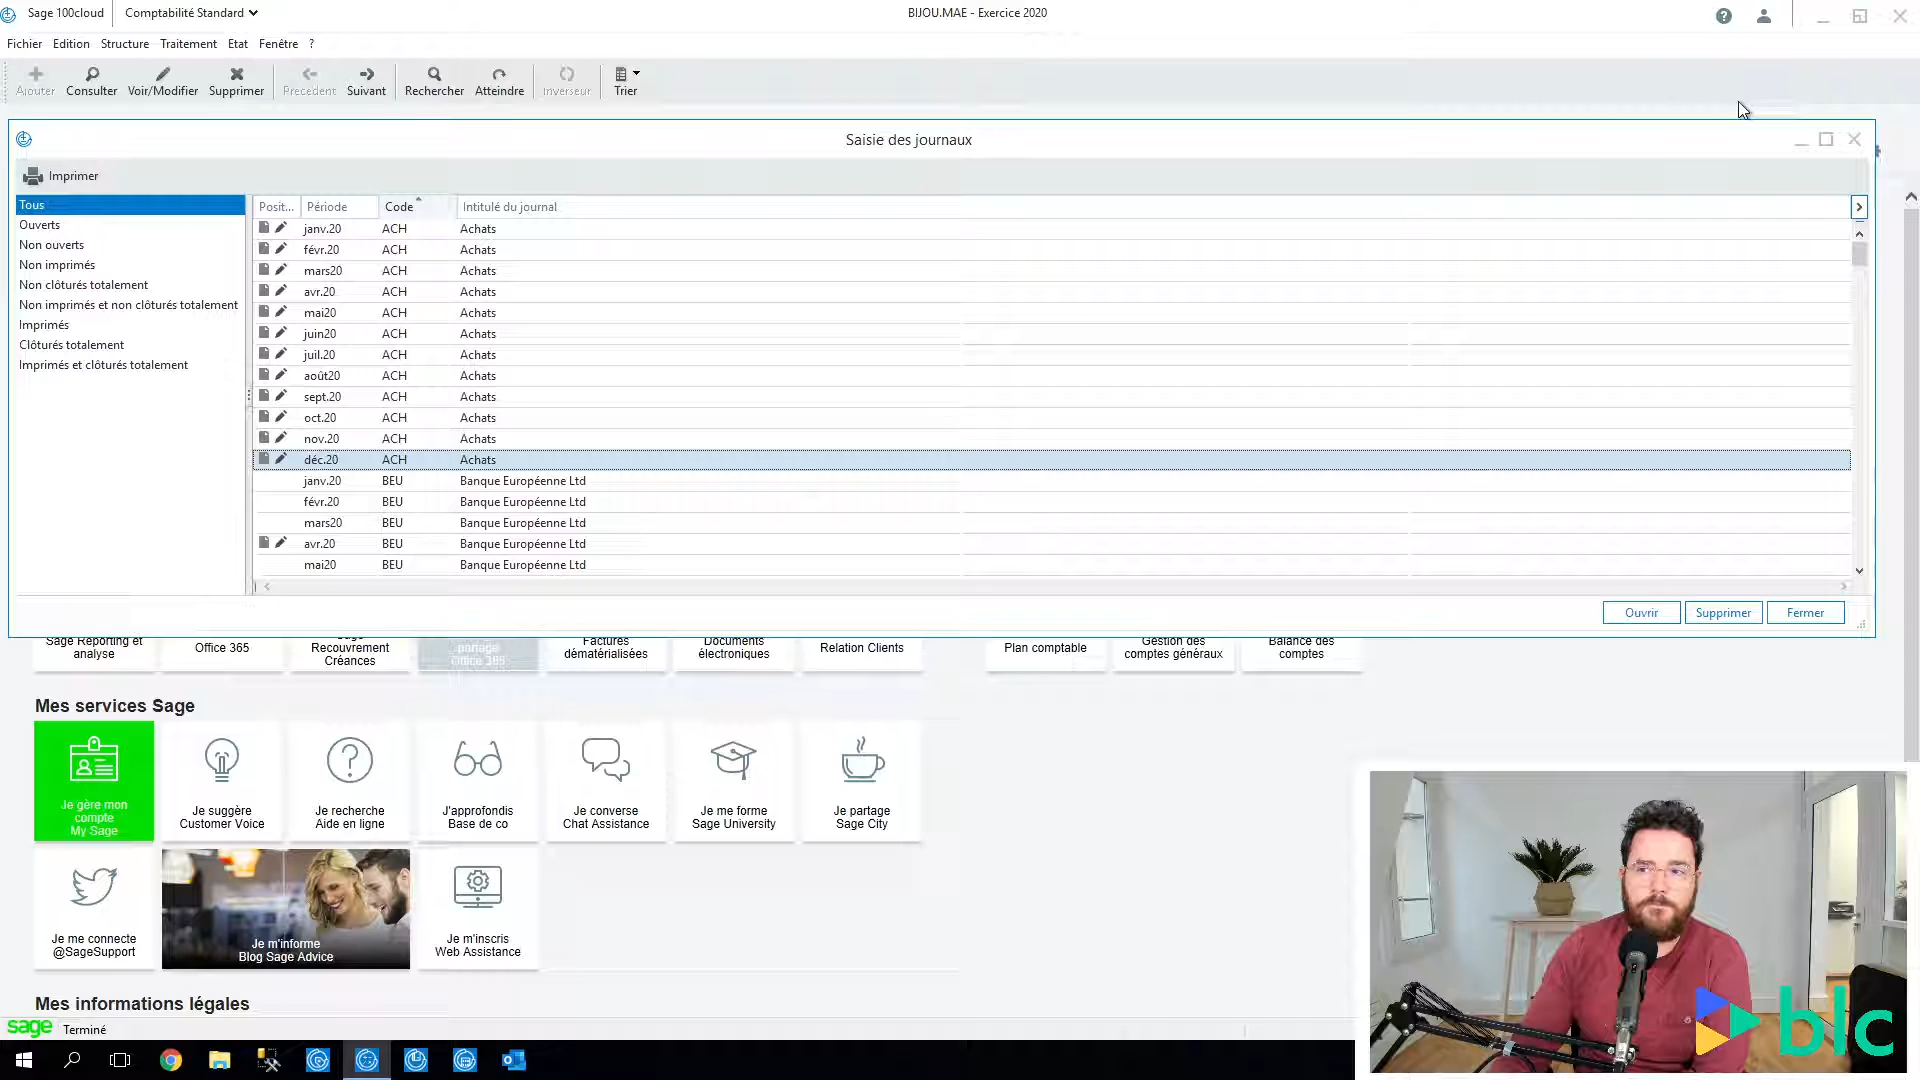 Sage 100cloud
Comptabilité Standard
BIJOU.MAE - Exercice 2020
Fichier Edition Structure Traitement Etat Fenêtre ?
Ajouter Consulter Voir/Modifier Supprimer Précédent Suivant Rechercher Atteindre Inverseur Trier
Saisie des journaux
Imprimer
Tous
Ouverts
Non ouverts
Non imprimés
Non clôturés totalement
Non imprimés et non clôturés totalement
Imprimés
Clôturés totalement
Imprimés et clôturés totalement
Posit... Période Code Intitulé du journal
janv.20 ACH Achats
févr.20 ACH Achats
mars20 ACH Achats
avr.20 ACH Achats
mai20 ACH Achats
juin20 ACH Achats
juil.20 ACH Achats
août20 ACH Achats
sept.20 ACH Achats
oct.20 ACH Achats
nov.20 ACH Achats
déc.20 ACH Achats
janv.20 BEU Banque Européenne Ltd
févr.20 BEU Banque Européenne Ltd
mars20 BEU Banque Européenne Ltd
avr.20 BEU Banque Européenne Ltd
mai20 BEU Banque Européenne Ltd
Ouvrir Supprimer Fermer
Sage Reporting et
analyse
Office 365
Sage
Recouvrement
Créances
partage
Office 365
Factures
dématérialisées
Documents
électroniques
Relation Clients
Plan comptable
Gestion des
comptes généraux
Balance des
comptes
Mes services Sage
Je gère mon
compte
My Sage
Je suggère
Customer Voice
Je recherche
Aide en ligne
J'approfondis
Base de co
Je converse
Chat Assistance
Je me forme
Sage University
Je partage
Sage City
Je me connecte
@SageSupport
Je m'informe
Blog Sage Advice
Je m'inscris
Web Assistance
Mes informations légales
sage Terminé
blc